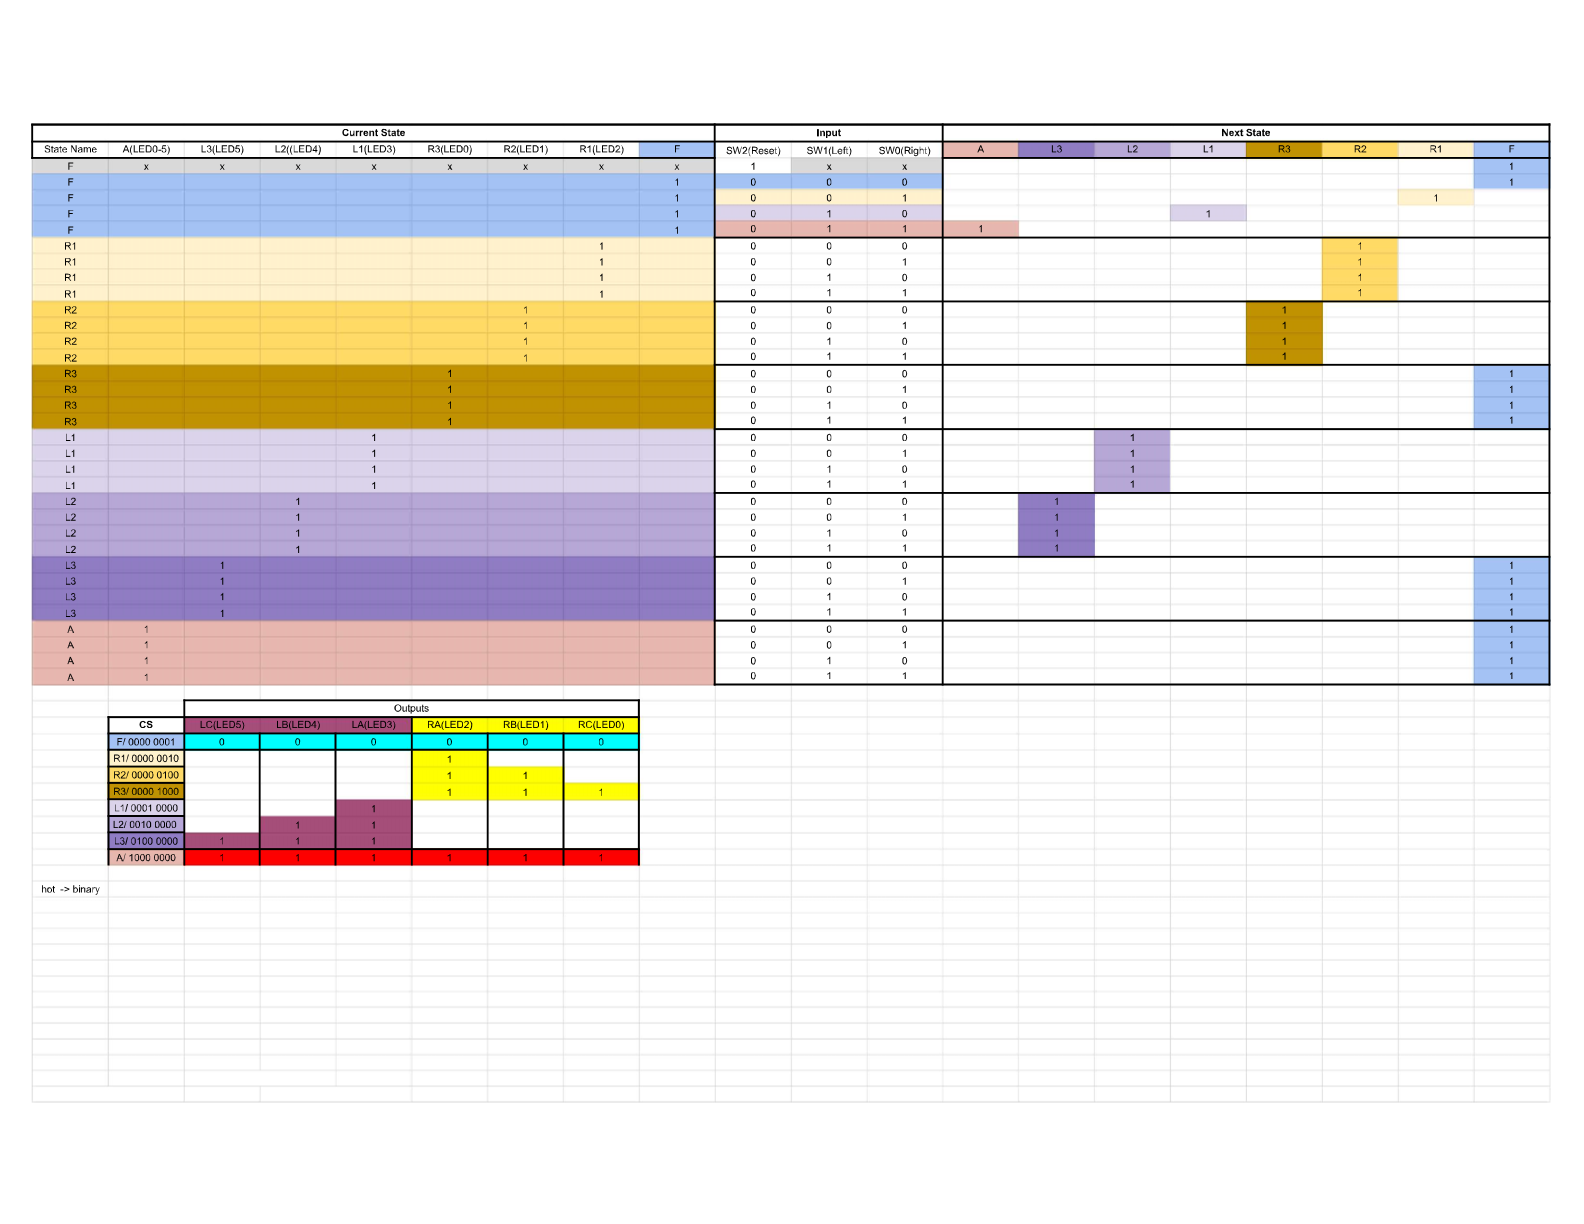 Current State Input Next State
State Name A(LED0-5) L3(LED5) L2((LED4) L1(LED3) R3(LED0) R2(LED1) R1(LED2) F SW2(Reset) SW1(Left) SW0(Right) A L3 L2 L1 R3 R2 R1 F
F x x x x x x x x 1 x x 1
F 1 0 0 0 1
F 1 0 0 1 1
F 1 0 1 0 1
F 1 0 1 1 1
R1 1 0 0 0 1
R1 1 0 0 1 1
R1 1 0 1 0 1
R1 1 0 1 1 1
R2 1 0 0 0 1
R2 1 0 0 1 1
R2 1 0 1 0 1
R2 1 0 1 1 1
R3 1 0 0 0 1
R3 1 0 0 1 1
R3 1 0 1 0 1
R3 1 0 1 1 1
L1 1 0 0 0 1
L1 1 0 0 1 1
L1 1 0 1 0 1
L1 1 0 1 1 1
L2 1 0 0 0 1
L2 1 0 0 1 1
L2 1 0 1 0 1
L2 1 0 1 1 1
L3 1 0 0 0 1
L3 1 0 0 1 1
L3 1 0 1 0 1
L3 1 0 1 1 1
A 1 0 0 0 1
A 1 0 0 1 1
A 1 0 1 0 1
A 1 0 1 1 1
Outputs
CS LC(LED5) LB(LED4) LA(LED3) RA(LED2) RB(LED1) RC(LED0)
F/ 0000 0001 0 0 0 0 0 0
R1/ 0000 0010 1
R2/ 0000 0100 1 1
R3/ 0000 1000 1 1 1
L1/ 0001 0000 1
L2/ 0010 0000 1 1
L3/ 0100 0000 1 1 1
A/ 1000 0000 1 1 1 1 1 1
hot -> binary